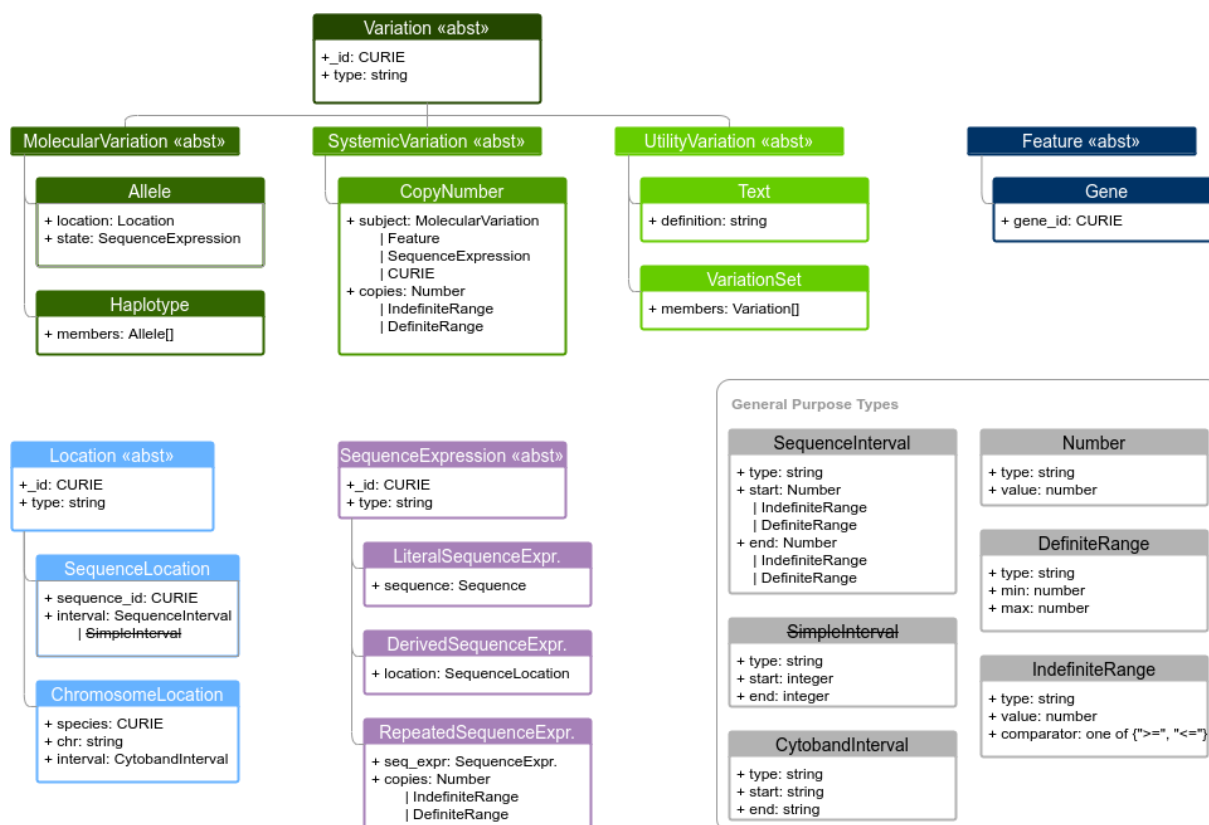 Variation «abst»
+_id: CURIE
+ type: string
MolecularVariation «abst»
Allele
+ location: Location
+ state: SequenceExpression
Haplotype
+ members: Allele[]
SystemicVariation «abst»
CopyNumber
+ subject: MolecularVariation
| Feature
| SequenceExpression
| CURIE
+ copies: Number
| IndefiniteRange
| DefiniteRange
UtilityVariation «abst»
Text
+ definition: string
VariationSet
+ members: Variation[]
Feature «abst»
Gene
+ gene_id: CURIE
Location «abst»
+_id: CURIE
+ type: string
SequenceLocation
+ sequence_id: CURIE
+ interval: SequenceInterval
| SimpleInterval
ChromosomeLocation
+ species: CURIE
+ chr: string
+ interval: CytobandInterval
SequenceExpression «abst»
+_id: CURIE
+ type: string
LiteralSequenceExpr.
+ sequence: Sequence
DerivedSequenceExpr.
+ location: SequenceLocation
RepeatedSequenceExpr.
+ seq_expr: SequenceExpr.
+ copies: Number
| IndefiniteRange
| DefiniteRange
General Purpose Types
SequenceInterval
+ type: string
+ start: Number
| IndefiniteRange
| DefiniteRange
+ end: Number
| IndefiniteRange
| DefiniteRange
SimpleInterval
+ type: string
+ start: integer
+ end: integer
CytobandInterval
+ type: string
+ start: string
+ end: string
Number
+ type: string
+ value: number
DefiniteRange
+ type: string
+ min: number
+ max: number
IndefiniteRange
+ type: string
+ value: number
+ comparator: one of {">=", "<="}